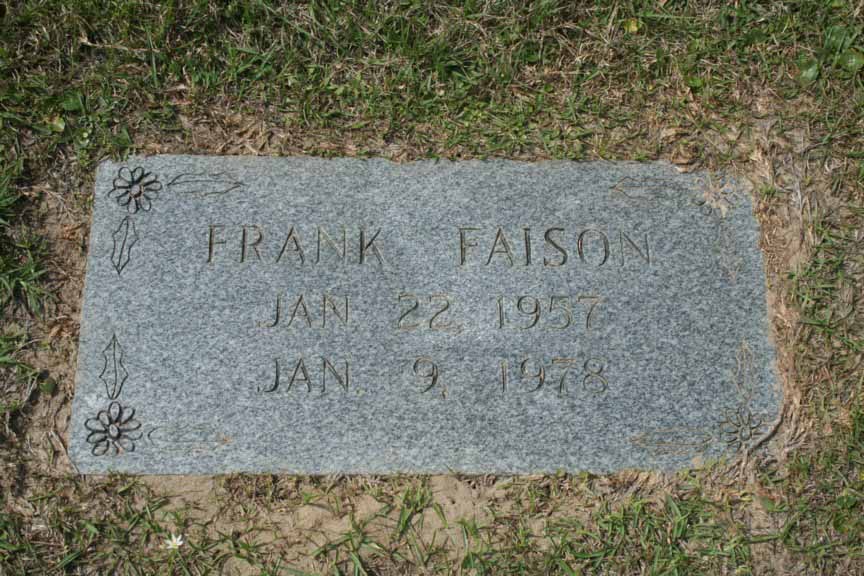 FRANK FAISON
JAN. 22, 1957
JAN. 9, 1978